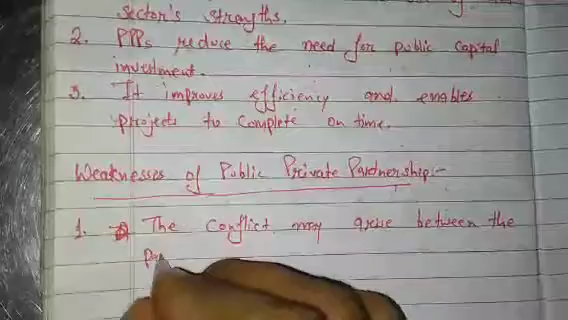 sector's strengths.
2. PPPs reduce the need for public capital
investment.
3. It improves efficiency and enables
projects to complete on time.
Weaknesses of Public Private Partnership:-
1. The conflict may arise between the